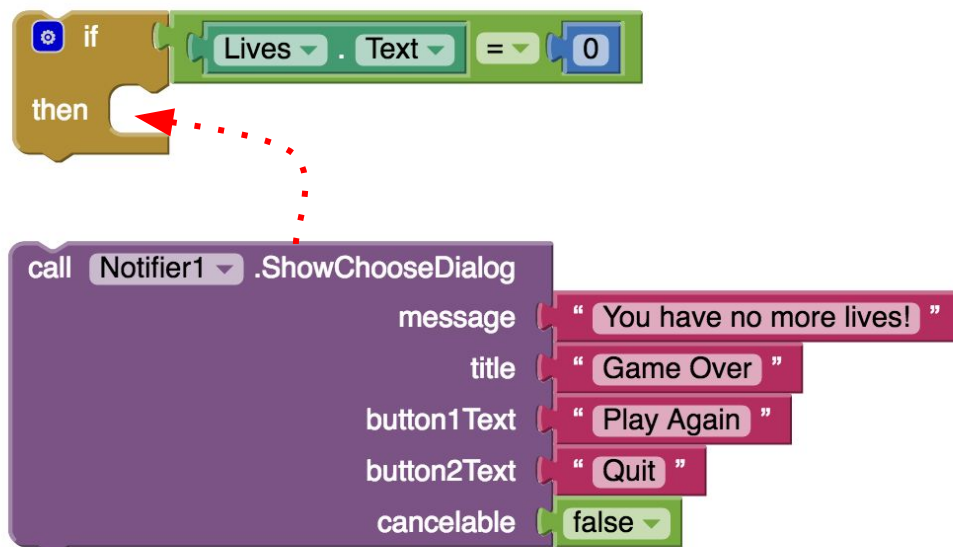 if Lives . Text = 0
then
call Notifier1 .ShowChooseDialog
message “ You have no more lives! ”
title “ Game Over ”
button1Text “ Play Again ”
button2Text “ Quit ”
cancelable false